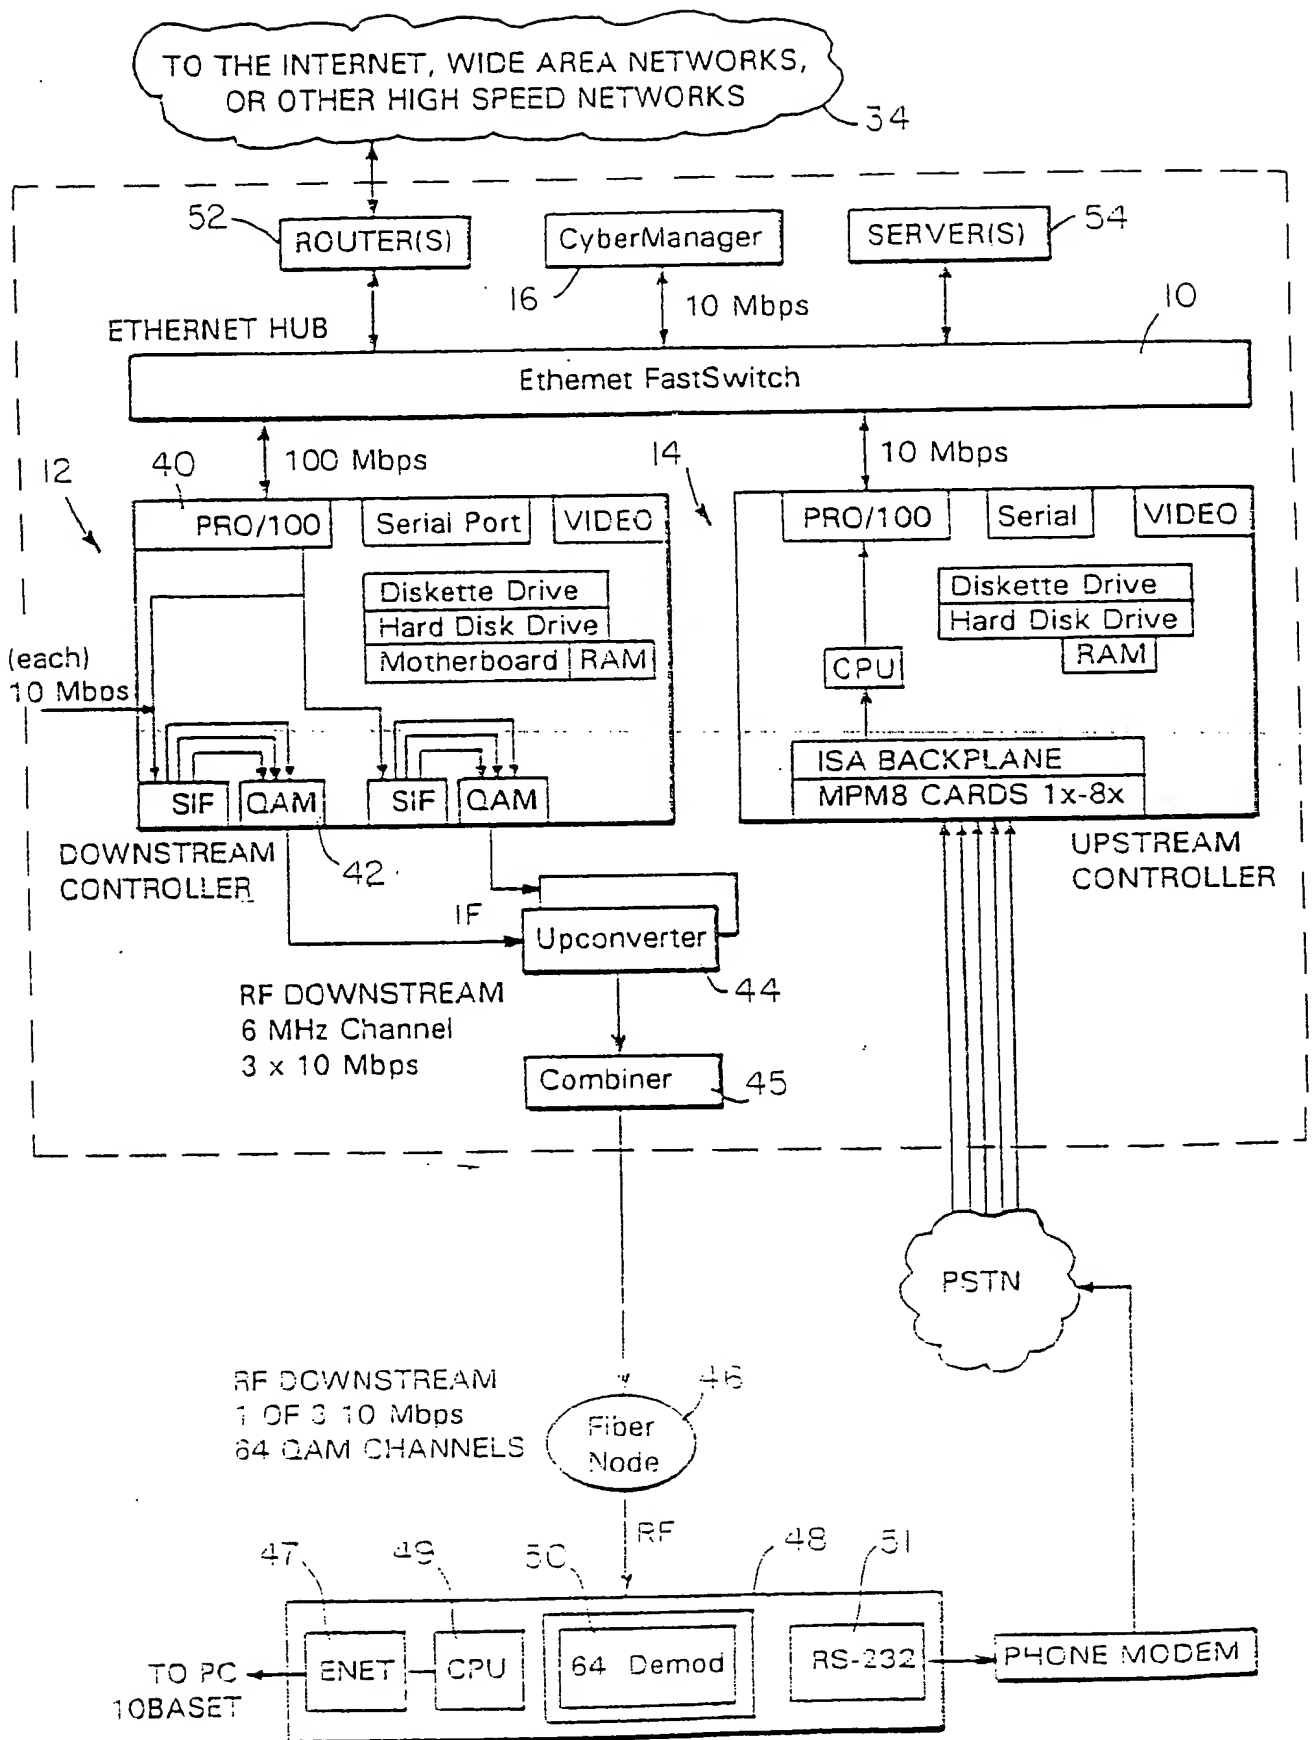 TO THE INTERNET, WIDE AREA NETWORKS,
OR OTHER HIGH SPEED NETWORKS
34
52
ROUTER(S)
CyberManager
16
SERVER(S)
54
10 Mbps
10
ETHERNET HUB
Ethernet FastSwitch
12
40
100 Mbps
14
10 Mbps
PRO/100
Serial Port
VIDEO
PRO/100
Serial
VIDEO
Diskette Drive
Hard Disk Drive
Motherboard
RAM
Diskette Drive
Hard Disk Drive
RAM
(each)
10 Mbps
CPU
ISA BACKPLANE
MPM8 CARDS 1x-8x
SIF
QAM
SIF
QAM
DOWNSTREAM
CONTROLLER
42
UPSTREAM
CONTROLLER
IF
Upconverter
44
RF DOWNSTREAM
6 MHz Channel
3 x 10 Mbps
Combiner
45
PSTN
RF DOWNSTREAM
1 OF 3 10 Mbps
64 QAM CHANNELS
46
Fiber
Node
RF
47
49
50
48
51
ENET
CPU
64 Demod
RS-232
PHONE MODEM
TO PC
10BASET